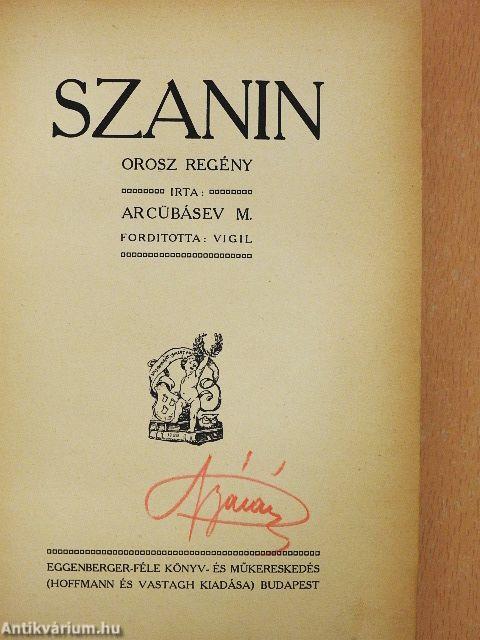 SZANIN
OROSZ REGÉNY
IRTA:
ARCÜBÁSEV M.
FORDITOTTA: VIGIL
EGGENBERGER-FÉLE KÖNYV- ÉS MŰKERESKEDÉS
(HOFFMANN ÉS VASTAGH KIADÁSA) BUDAPEST
Antikvárium.hu